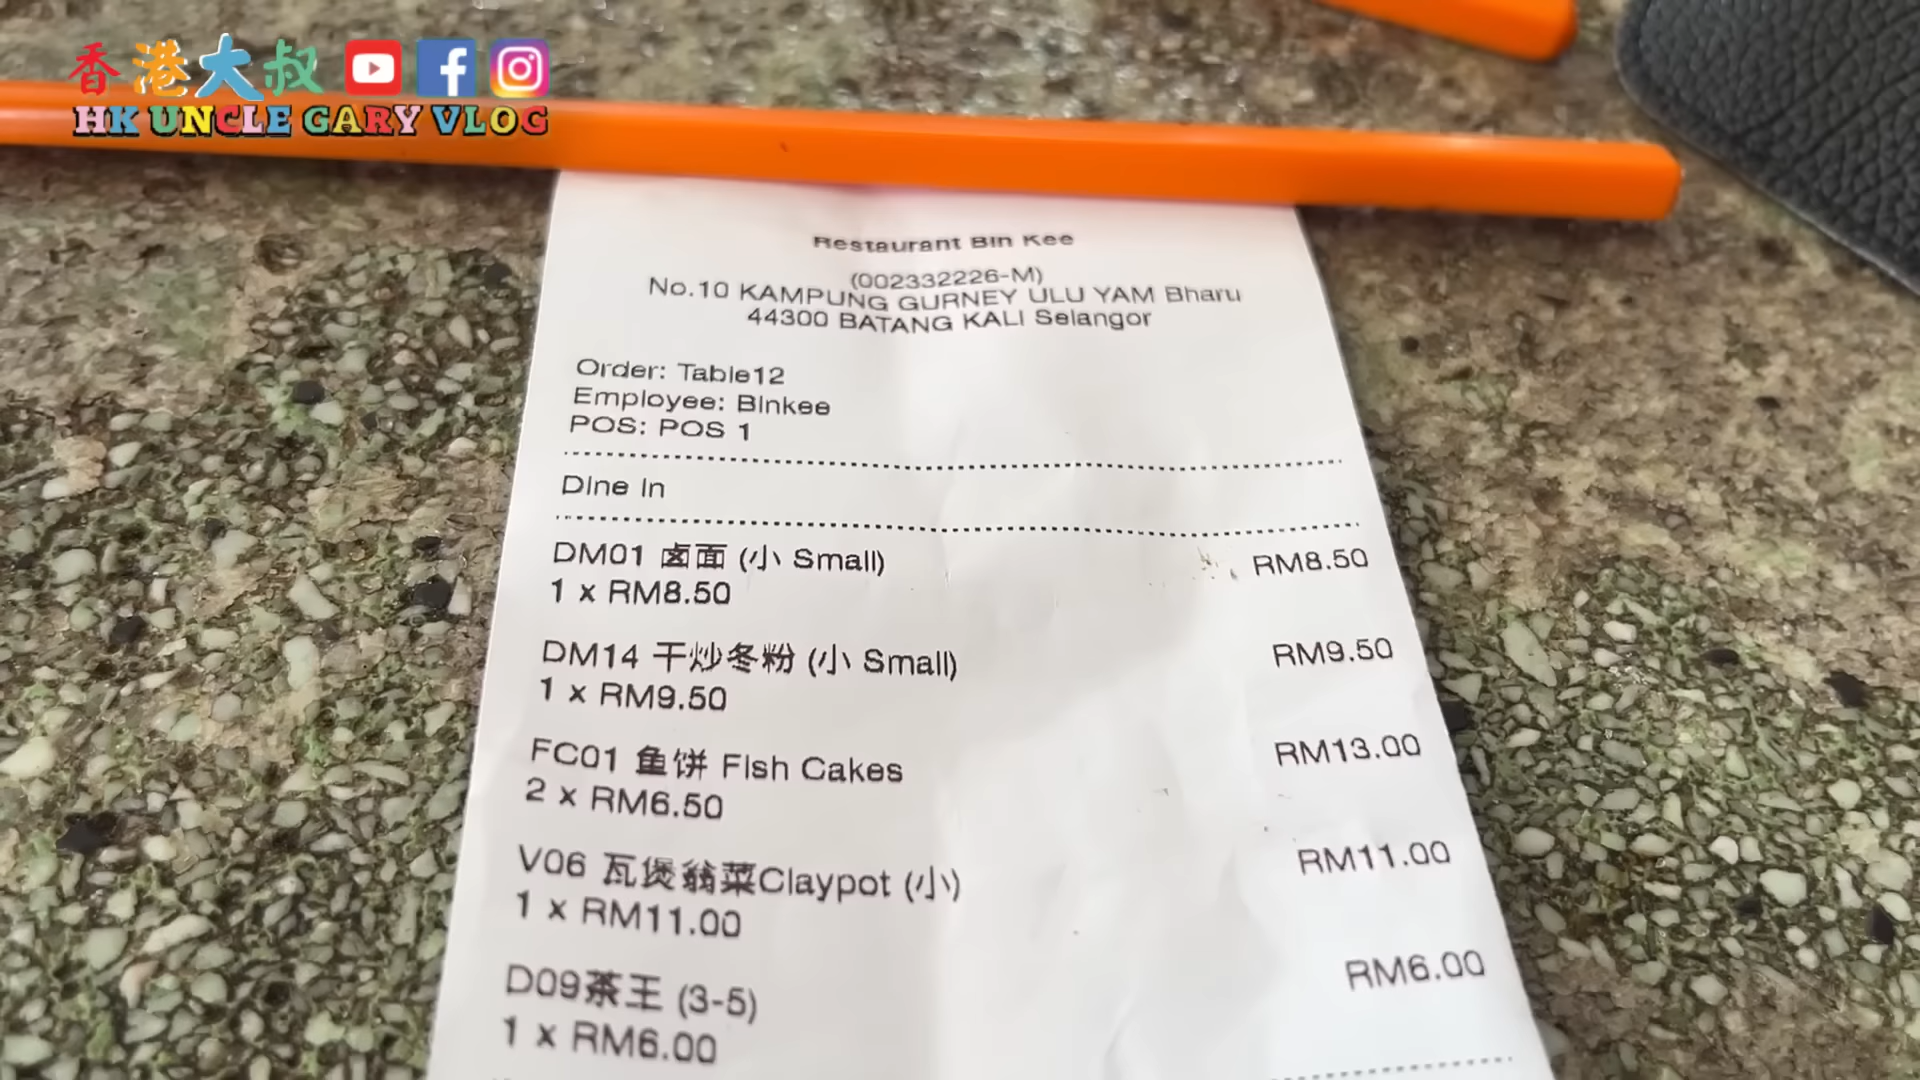 香港大叔
HK UNCLE GARY VLOG
Restaurant Bin Kee
(002332226-M)
No.10 KAMPUNG GURNEY ULU YAM Bharu
44300 BATANG KALI Selangor
Order: Table12
Employee: Binkee
POS: POS 1
Dine in
DM01 卤面 (小 Small) RM8.50
1 x RM8.50
DM14 干炒冬粉 (小 Small) RM9.50
1 x RM9.50
FC01 鱼饼 Fish Cakes RM13.00
2 x RM6.50
V06 瓦煲翁菜Claypot (小) RM11.00
1 x RM11.00
D09茶王 (3-5) RM6.00
1 x RM6.00